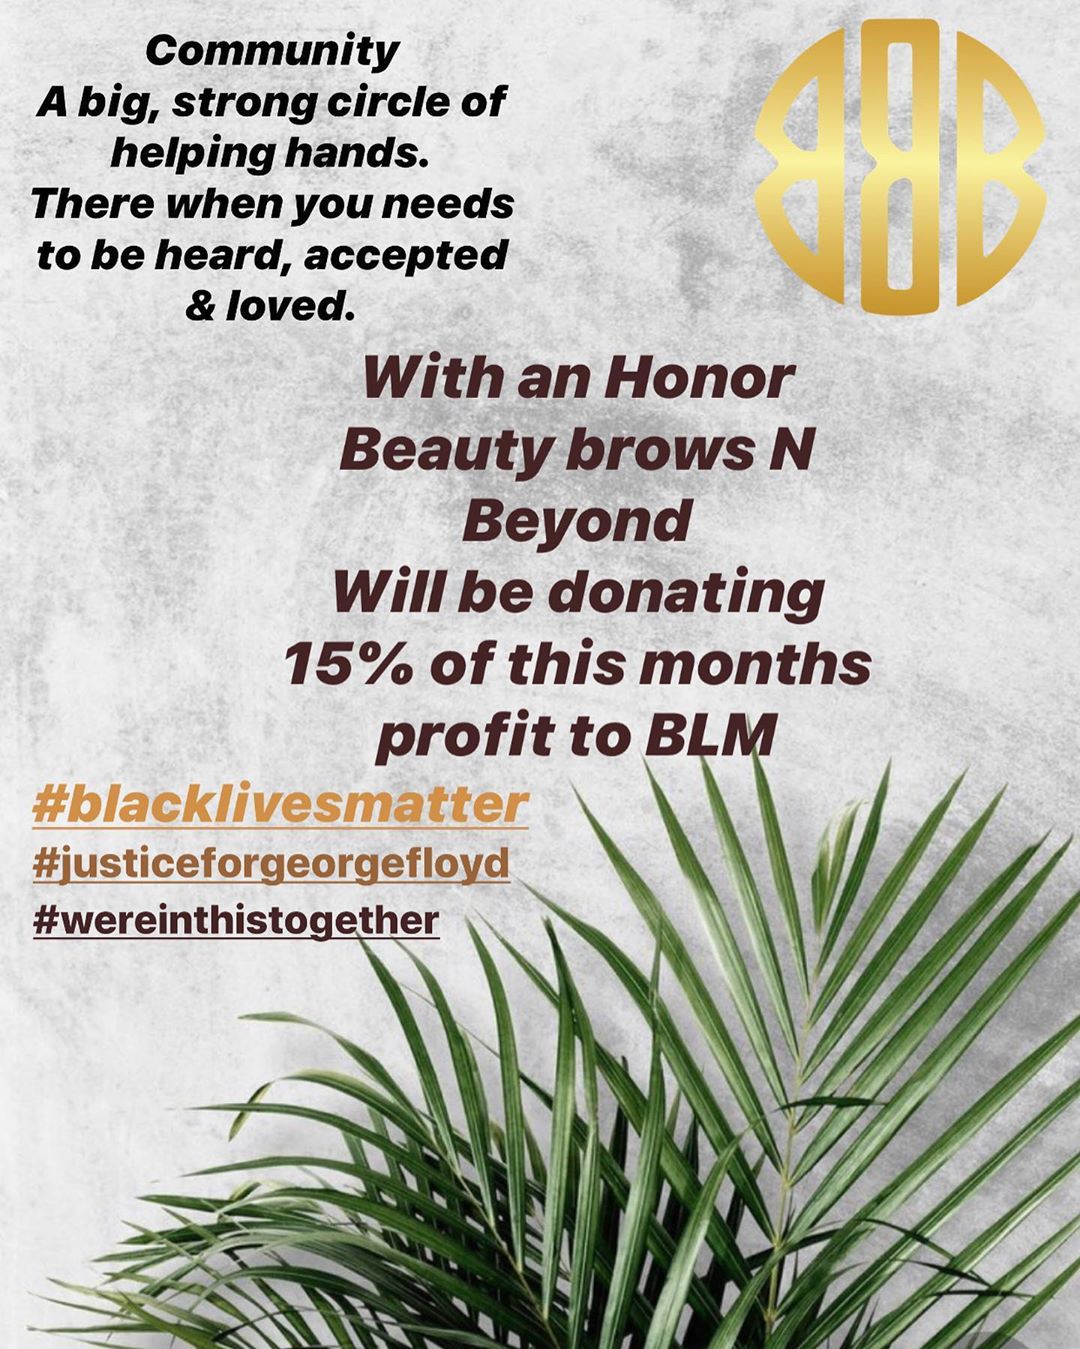 Community
A big, strong circle of
helping hands.
There when you needs
to be heard, accepted
& loved.
BBB
With an Honor
Beauty brows N
Beyond
Will be donating
15% of this months
profit to BLM
#blacklivesmatter
#justiceforgeorgefloyd
#wereinthistogether